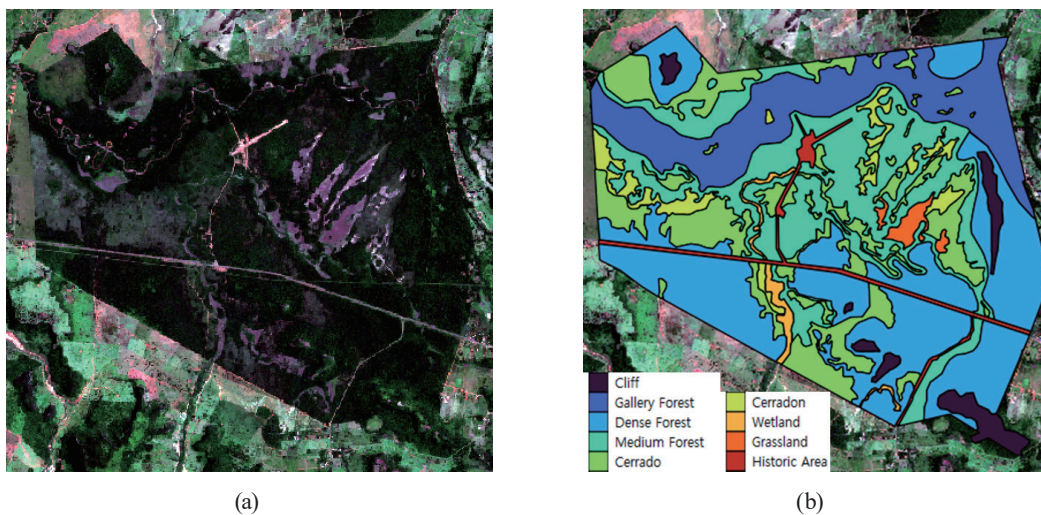 Cliff
Gallery Forest
Dense Forest
Medium Forest
Cerrado
Cerradon
Wetland
Grassland
Historic Area
(a)
(b)